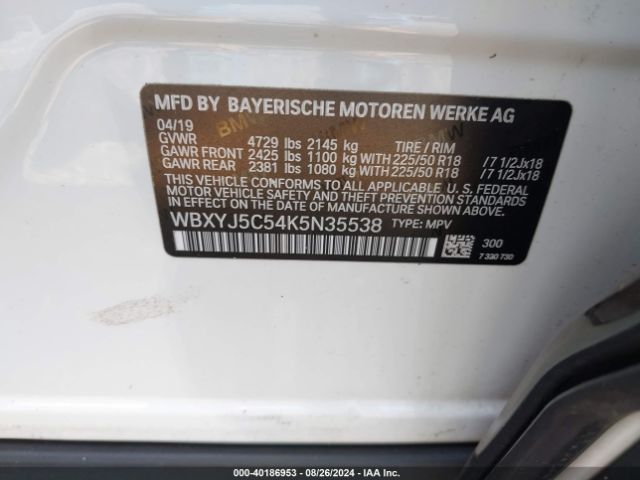 MFD BY BAYERISCHE MOTOREN WERKE AG
04/19
GVWR 4729 lbs 2145 kg TIRE / RIM
GAWR FRONT 2425 lbs 1100 kg WITH 225/50 R18 /7 1/2Jx18
GAWR REAR 2381 lbs 1080 kg WITH 225/50 R18 /7 1/2Jx18
THIS VEHICLE CONFORMS TO ALL APPLICABLE U. S. FEDERAL
MOTOR VEHICLE SAFETY, BUMPER, AND THEFT PREVENTION STANDARDS
IN EFFECT ON THE DATE OF MANUFACTURE SHOWN ABOVE.
WBXYJ5C54K5N35538 TYPE: MPV
300
7 320 730
000-40186953 - 08/26/2024 - IAA Inc.